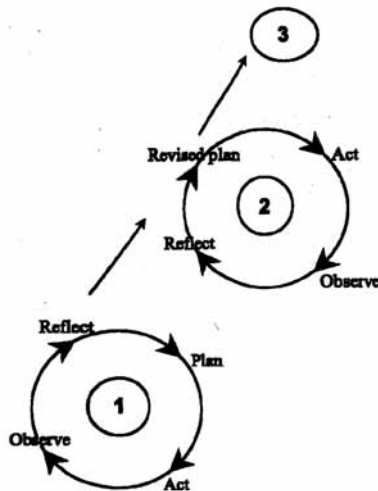 3
Revised plan
Act
2
Reflect
Observe
Reflect
Plan
1
Observe
Act